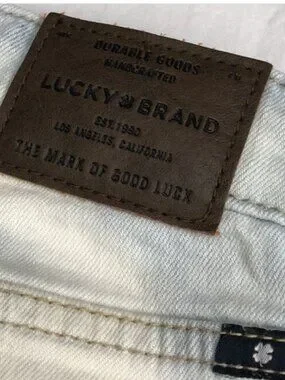 DURABLE GOODS
HANDCRAFTED
LUCKY BRAND
EST. 1990
LOS ANGELES, CALIFORNIA
THE MARK OF GOOD LUCK